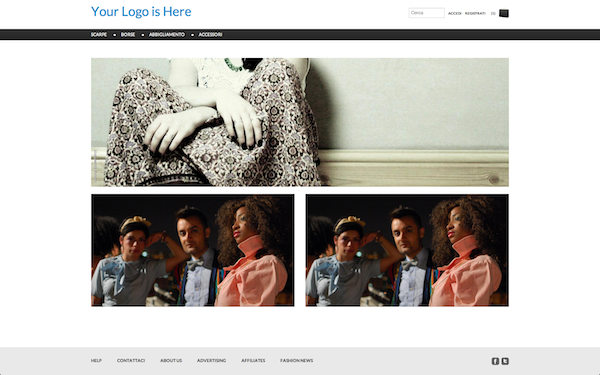 Your Logo is Here
Cerca
ACCEDI REGISTRATI (0)
SCARPE BORSE ABBIGLIAMENTO ACCESSORI
HELP CONTATTACI ABOUT US ADVERTISING AFFILIATES FASHION NEWS